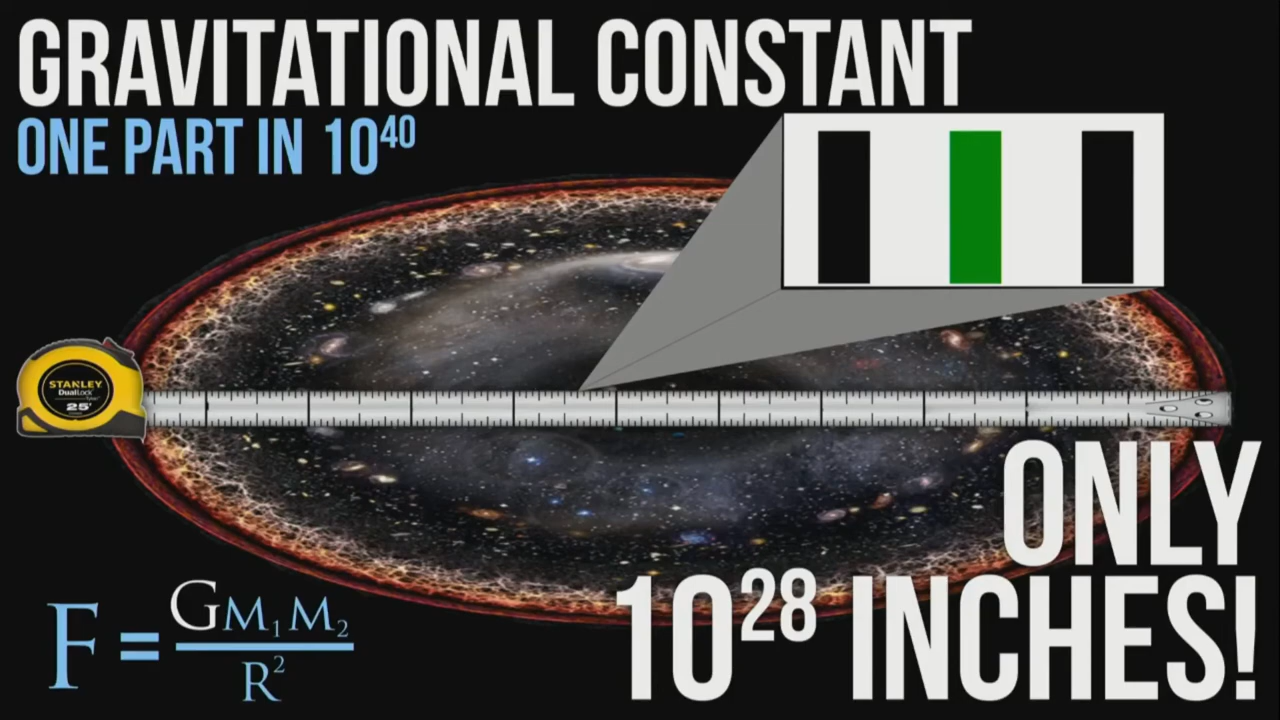 GRAVITATIONAL CONSTANT
ONE PART IN 10⁴⁰
STANLEY
DualLock
25'
ONLY
10²⁸ INCHES!
F = GM₁M₂
R²